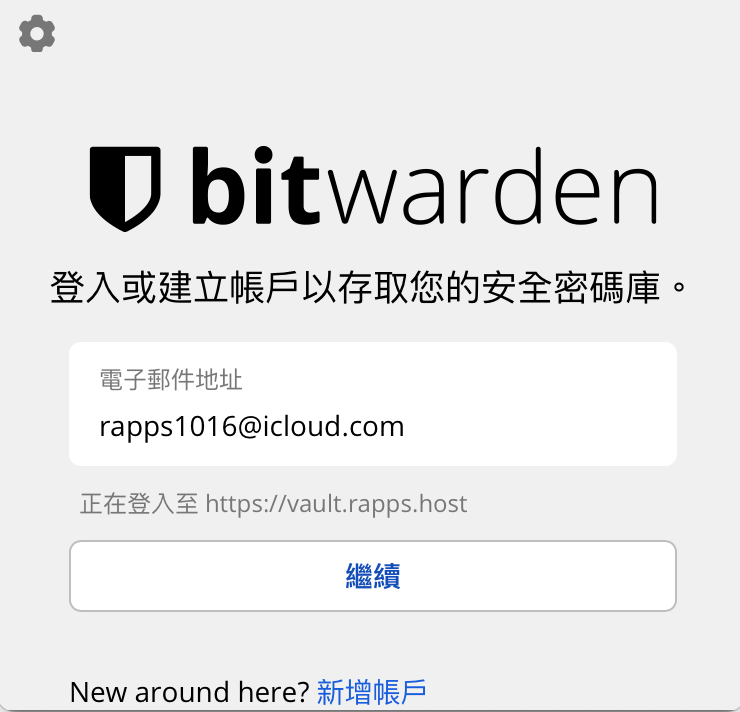 bitwarden
登入或建立帳戶以存取您的安全密碼庫。
電子郵件地址
rapps1016@icloud.com
正在登入至 https://vault.rapps.host
繼續
New around here? 新增帳戶